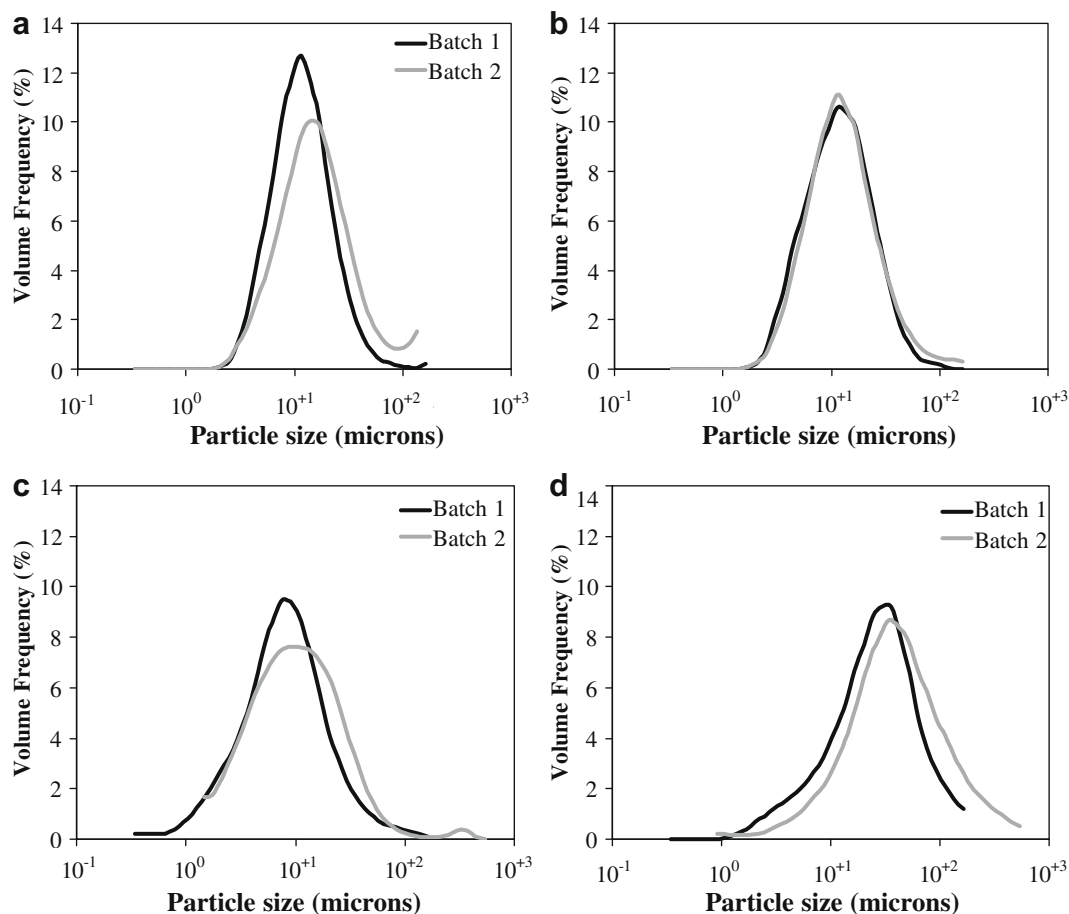 a
14
12
10
8
6
4
2
0
Volume Frequency (%)
Batch 1
Batch 2
10-1 100 10+1 10+2 10+3
Particle size (microns)
b
14
12
10
8
6
4
2
0
Volume Frequency (%)
10-1 100 10+1 10+2 10+3
Particle size (microns)
c
14
12
10
8
6
4
2
0
Volume Frequency (%)
Batch 1
Batch 2
10-1 100 10+1 10+2 10+3
Particle size (microns)
d
14
12
10
8
6
4
2
0
Volume Frequency (%)
Batch 1
Batch 2
10-1 100 10+1 10+2 10+3
Particle size (microns)